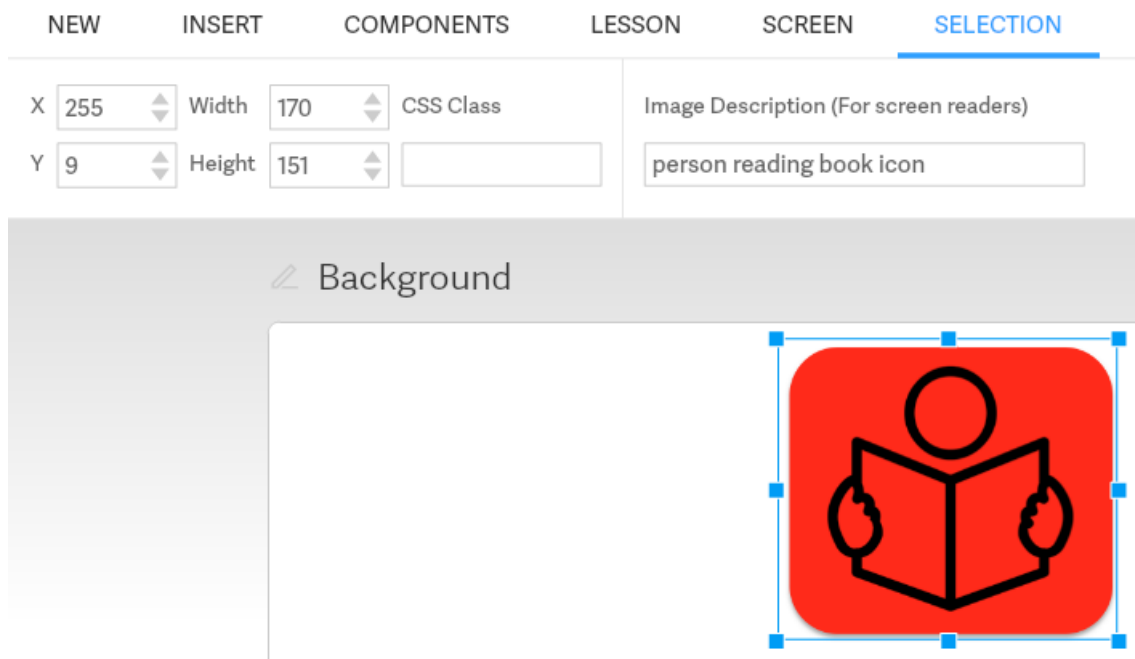 NEW INSERT COMPONENTS LESSON SCREEN SELECTION
X 255 Width 170 CSS Class Image Description (For screen readers)
Y 9 Height 151 person reading book icon
Background